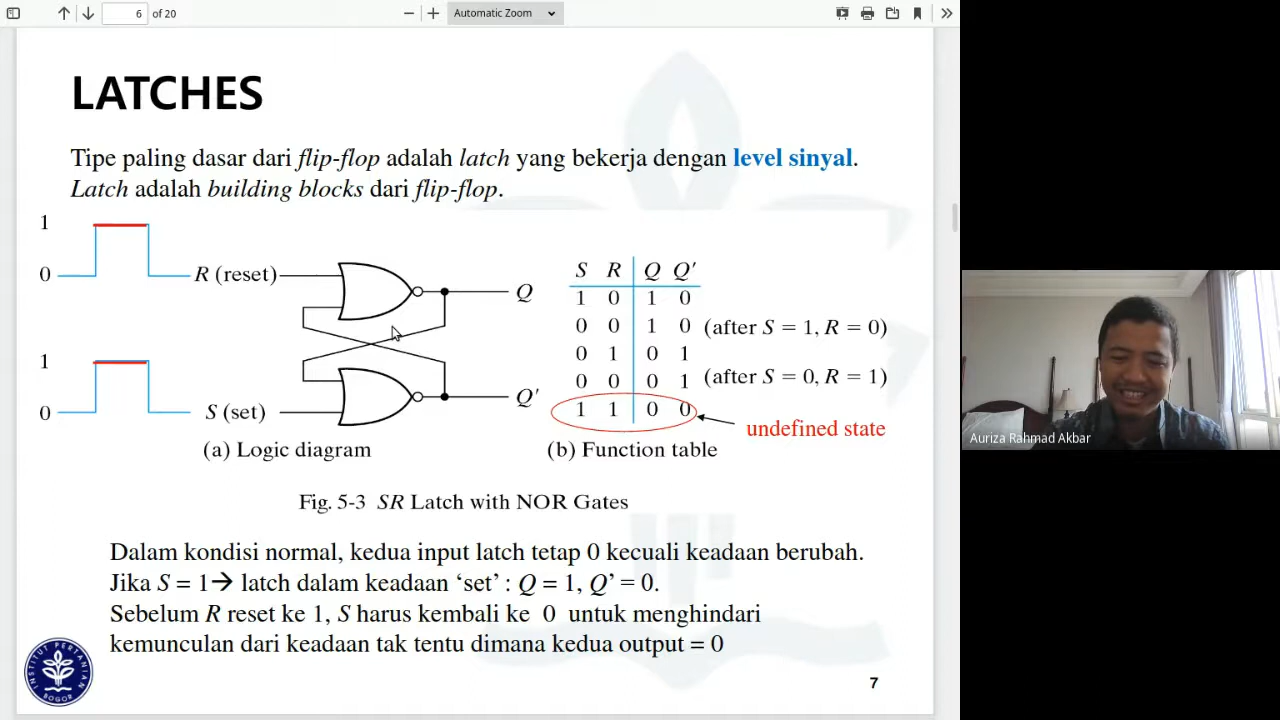 6 of 20
Automatic Zoom
LATCHES
Tipe paling dasar dari flip-flop adalah latch yang bekerja dengan level sinyal.
Latch adalah building blocks dari flip-flop.
1
0
R (reset)
Q
1
0
S (set)
Q'
(a) Logic diagram
S R Q Q'
1 0 1 0
0 0 1 0 (after S = 1, R = 0)
0 1 0 1
0 0 0 1 (after S = 0, R = 1)
1 1 0 0
undefined state
(b) Function table
Fig. 5-3 SR Latch with NOR Gates
Dalam kondisi normal, kedua input latch tetap 0 kecuali keadaan berubah.
Jika S = 1→ latch dalam keadaan ‘set’ : Q = 1, Q’ = 0.
Sebelum R reset ke 1, S harus kembali ke 0 untuk menghindari
kemunculan dari keadaan tak tentu dimana kedua output = 0
INSTITUT PERTANIAN
BOGOR
7
Auriza Rahmad Akbar